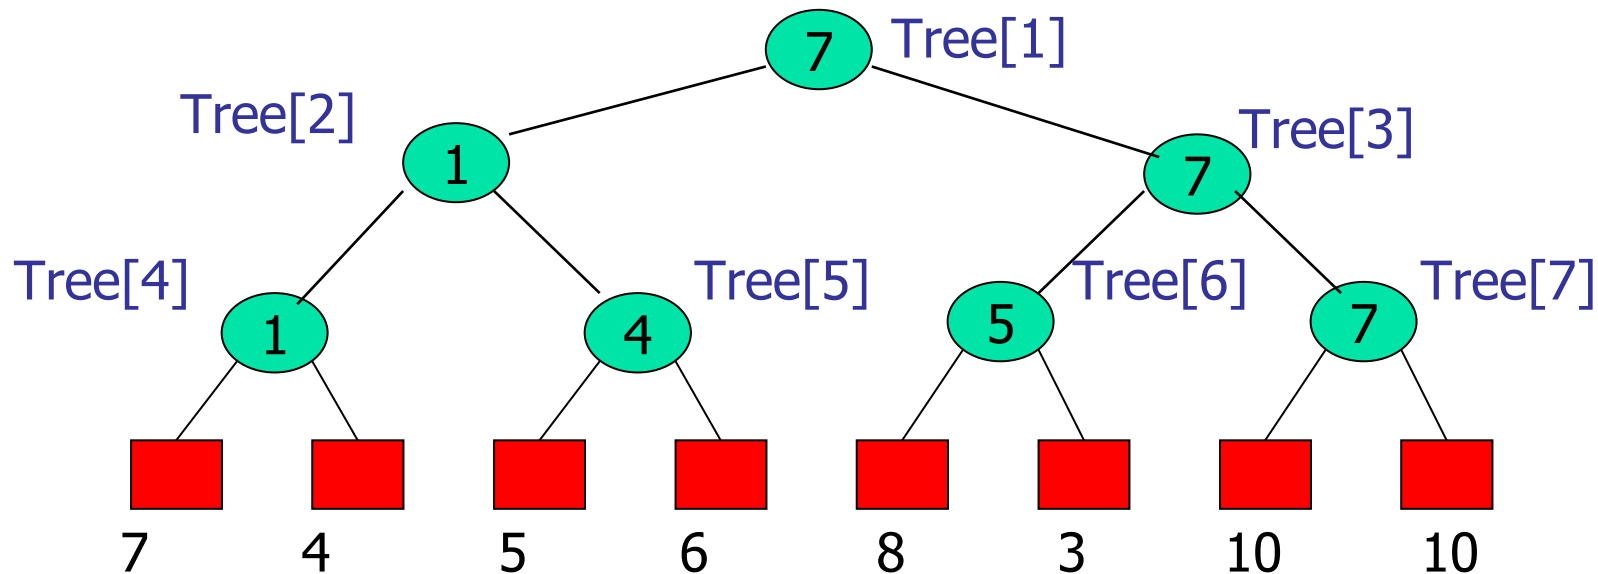 7 Tree[1]
Tree[2] 1
7 Tree[3]
Tree[4] 1
4 Tree[5]
5 Tree[6]
7 Tree[7]
7 4 5 6 8 3 10 10